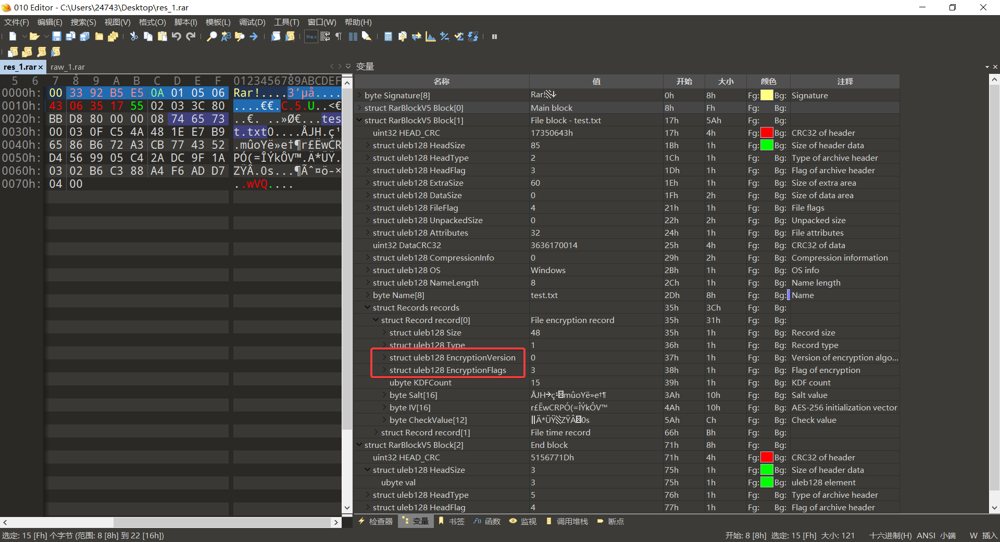 010 Editor - C:\Users\24743\Desktop\res_1.rar
文件(F) 编辑(E) 搜索(S) 视图(V) 格式(O) 脚本(I) 模板(L) 调试(D) 工具(T) 窗口(W) 帮助(H)
res_1.rar× raw_1.rar
变量
5 6 7 8 9 A B C D E F 0123456789ABCDEF
0000h: 00 33 92 B5 E5 0A 01 05 06 Rar!....3’µå....
0010h: 43 06 35 17 55 02 03 3C 80 ....€€.C.5.U..<€
0020h: BB D8 80 00 00 08 74 65 73 ..€. ..»Ø€...tes
0030h: 00 03 0F C5 4A 48 1E E7 B9 t.txt0....ÅJH.ç¹
0040h: 65 86 B6 72 A3 CB 77 43 52 .mûoYë»e†¶r£ËwCR
0050h: D4 56 99 05 C4 2A DC 9F 1A PÓ(=ÎÝkÔV™.Ä*ÜŸ.
0060h: 03 02 B6 C3 88 A4 F6 AD D7 ZŸÂ.0s...¶Ãˆ¤ö-×
0070h: 04 00 ..wVQ....
名称 值 开始 大小 颜色 注释
byte Signature[8] Rar! 0h 8h Fg: Bg: Signature
struct RarBlockV5 Block[0] Main block 8h Fh Fg: Bg:
struct RarBlockV5 Block[1] File block - test.txt 17h 5Ah Fg: Bg:
uint32 HEAD_CRC 17350643h 17h 4h Fg: Bg: CRC32 of header
struct uleb128 HeadSize 85 1Bh 1h Fg: Bg: Size of header data
struct uleb128 HeadType 2 1Ch 1h Fg: Bg: Type of archive header
struct uleb128 HeadFlag 3 1Dh 1h Fg: Bg: Flag of archive header
struct uleb128 ExtraSize 60 1Eh 1h Fg: Bg: Size of extra area
struct uleb128 DataSize 0 1Fh 2h Fg: Bg: Size of data area
struct uleb128 FileFlag 4 21h 1h Fg: Bg: File flags
struct uleb128 UnpackedSize 0 22h 2h Fg: Bg: Unpacked size
struct uleb128 Attributes 32 24h 1h Fg: Bg: File attributes
uint32 DataCRC32 3636170014 25h 4h Fg: Bg: CRC32 of data
struct uleb128 CompressionInfo 0 29h 2h Fg: Bg: Compression information
struct uleb128 OS Windows 2Bh 1h Fg: Bg: OS info
struct uleb128 NameLength 8 2Ch 1h Fg: Bg: Name length
byte Name[8] test.txt 2Dh 8h Fg: Bg: Name
struct Records records 35h 3Ch Fg: Bg:
struct Record record[0] File encryption record 35h 31h Fg: Bg:
struct uleb128 Size 48 35h 1h Fg: Bg: Record size
struct uleb128 Type 1 36h 1h Fg: Bg: Record type
struct uleb128 EncryptionVersion 0 37h 1h Fg: Bg: Version of encryption algo...
struct uleb128 EncryptionFlags 3 38h 1h Fg: Bg: Flag of encryption
ubyte KDFCount 15 39h 1h Fg: Bg: KDF count
byte Salt[16] ÅJH ç¹ mûoYë»e†¶ 3Ah 10h Fg: Bg: Salt value
byte IV[16] r£ËwCRPÓ(=ÎÝkÔV™ 4Ah 10h Fg: Bg: AES-256 initialization vector
byte CheckValue[12] Ä*ÜŸ ZŸÂ 0s 5Ah Ch Fg: Bg: Check value
struct Record record[1] File time record 66h Bh Fg: Bg:
struct RarBlockV5 Block[2] End block 71h 8h Fg: Bg:
uint32 HEAD_CRC 5156771Dh 71h 4h Fg: Bg: CRC32 of header
struct uleb128 HeadSize 3 75h 1h Fg: Bg: Size of header data
ubyte val 3 75h 1h Fg: Bg: uleb128 element
struct uleb128 HeadType 5 76h 1h Fg: Bg: Type of archive header
struct uleb128 HeadFlag 4 77h 1h Fg: Bg: Flag of archive header
检查器 变量 书签 函数 监视 调用堆栈 断点
选定: 15 [Fh] 个字节 (范围: 8 [8h] 到 22 [16h]) 开始: 8 [8h] 选定: 15 [Fh] 大小: 121 十六进制(H) ANSI 小端 W 插入